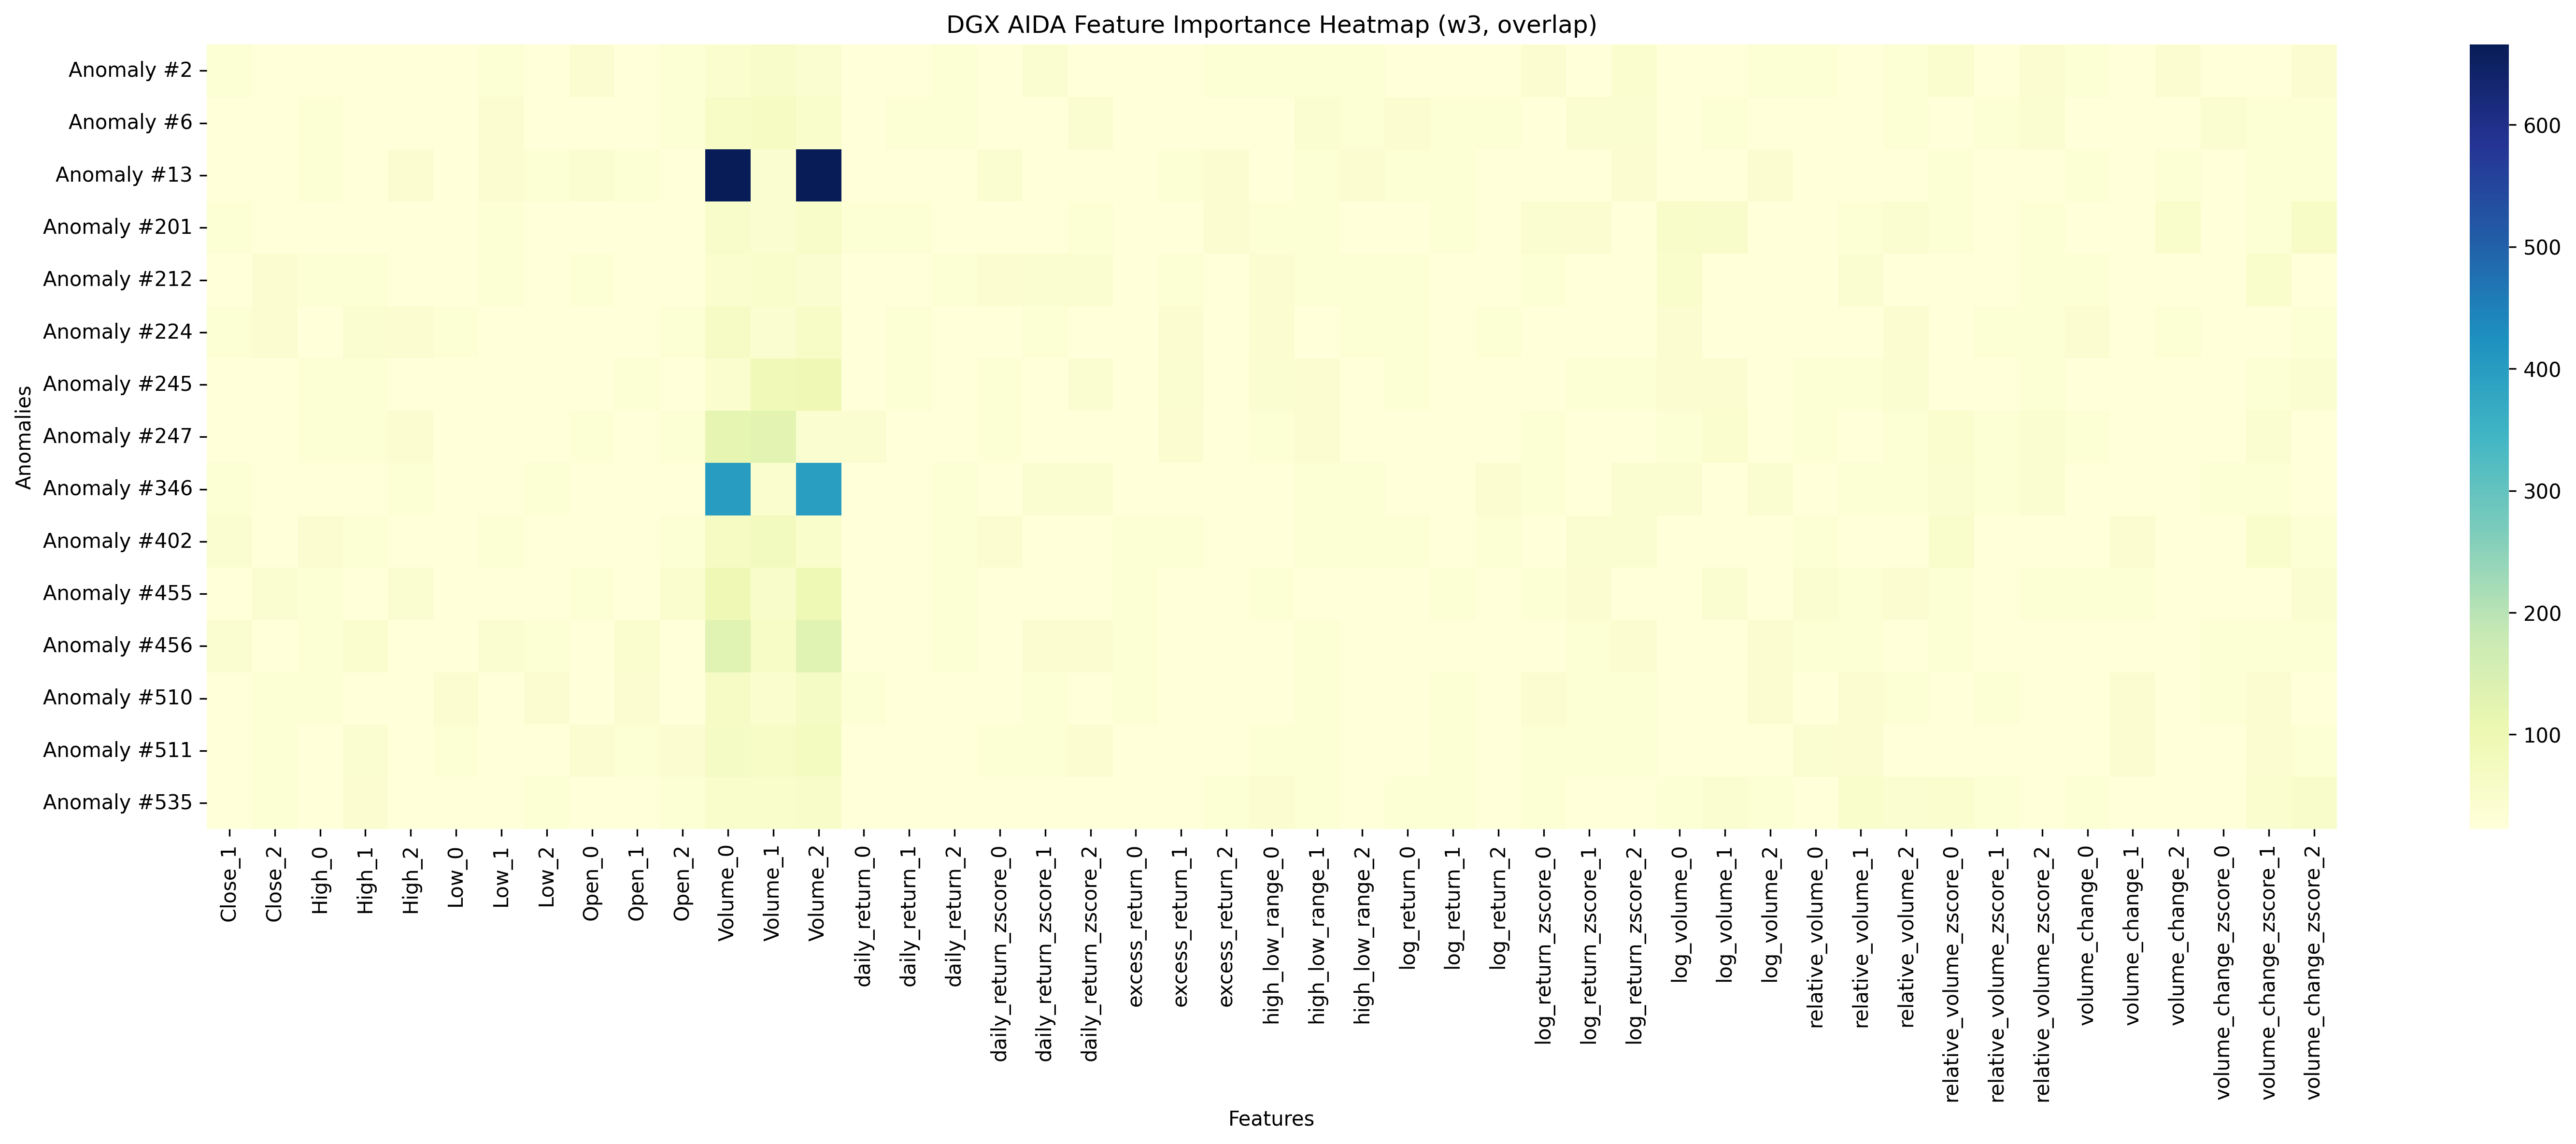 DGX AIDA Feature Importance Heatmap (w3, overlap)
Anomalies
Anomaly #2
Anomaly #6
Anomaly #13
Anomaly #201
Anomaly #212
Anomaly #224
Anomaly #245
Anomaly #247
Anomaly #346
Anomaly #402
Anomaly #455
Anomaly #456
Anomaly #510
Anomaly #511
Anomaly #535
Close_1
Close_2
High_0
High_1
High_2
Low_0
Low_1
Low_2
Open_0
Open_1
Open_2
Volume_0
Volume_1
Volume_2
daily_return_0
daily_return_1
daily_return_2
daily_return_zscore_0
daily_return_zscore_1
daily_return_zscore_2
excess_return_0
excess_return_1
excess_return_2
high_low_range_0
high_low_range_1
high_low_range_2
log_return_0
log_return_1
log_return_2
log_return_zscore_0
log_return_zscore_1
log_return_zscore_2
log_volume_0
log_volume_1
log_volume_2
relative_volume_0
relative_volume_1
relative_volume_2
relative_volume_zscore_0
relative_volume_zscore_1
relative_volume_zscore_2
volume_change_0
volume_change_1
volume_change_2
volume_change_zscore_0
volume_change_zscore_1
volume_change_zscore_2
Features
600
500
400
300
200
100